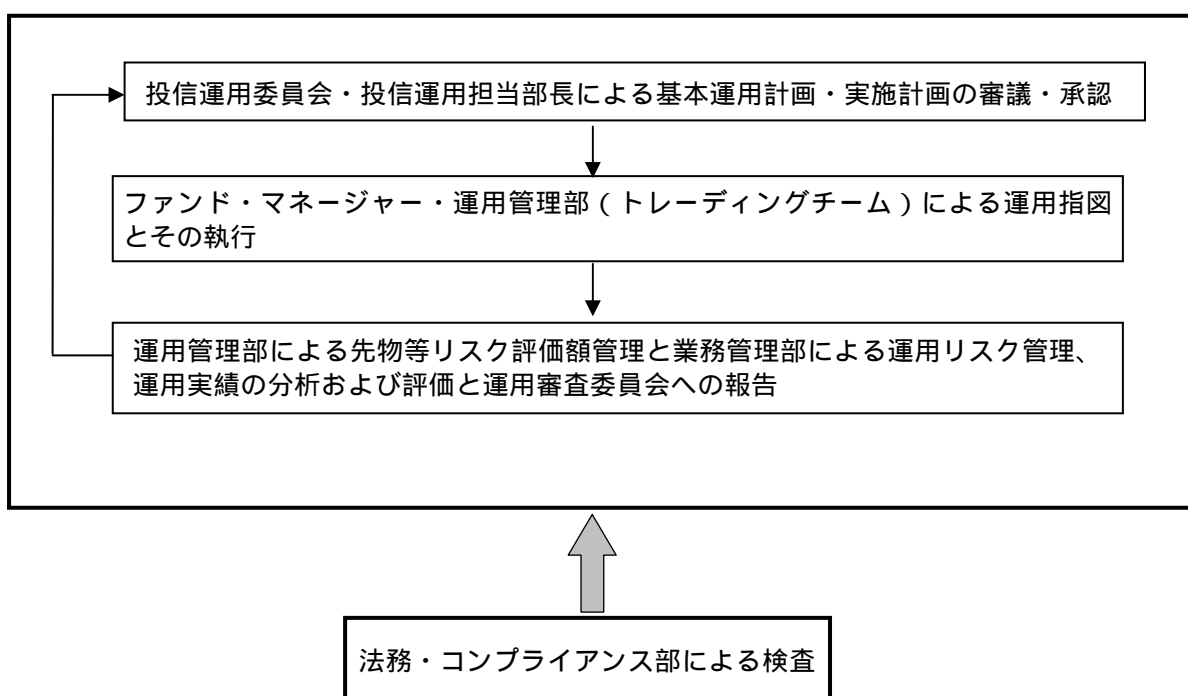 投信運用委員会・投信運用担当部長による基本運用計画・実施計画の審議・承認
ファンド・マネージャー・運用管理部(トレーディングチーム)による運用指図
とその執行
運用管理部による先物等リスク評価額管理と業務管理部による運用リスク管理、
運用実績の分析および評価と運用審査委員会への報告
法務・コンプライアンス部による検査